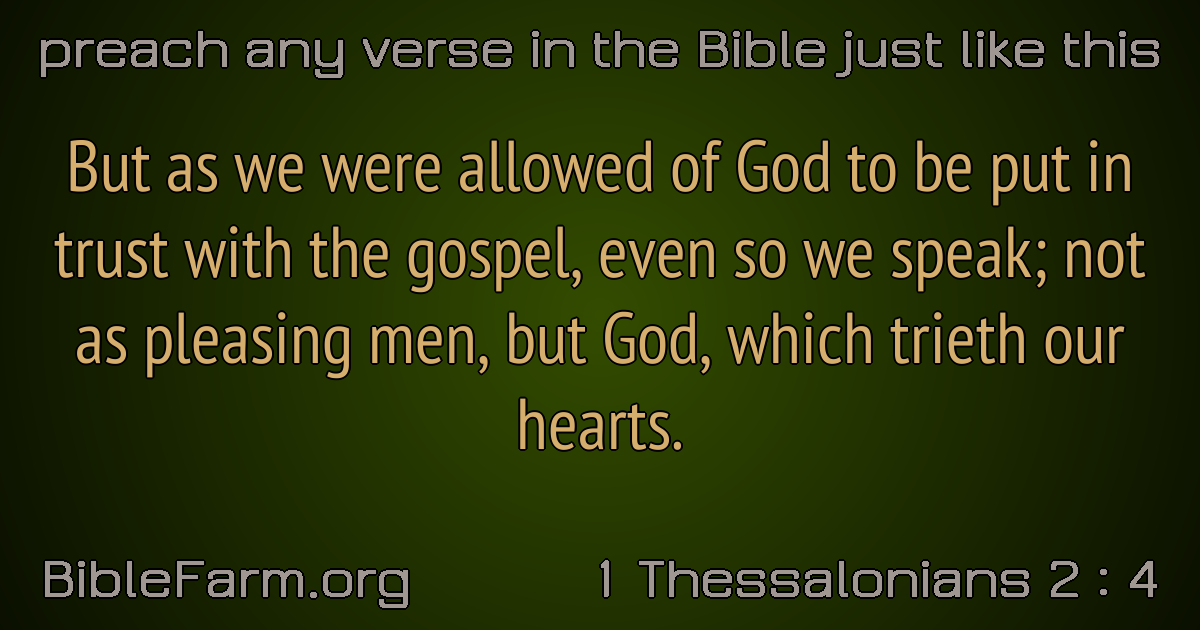 preach any verse in the Bible just like this
But as we were allowed of God to be put in
trust with the gospel, even so we speak; not
as pleasing men, but God, which trieth our
hearts.
BibleFarm.org
1 Thessalonians 2 : 4